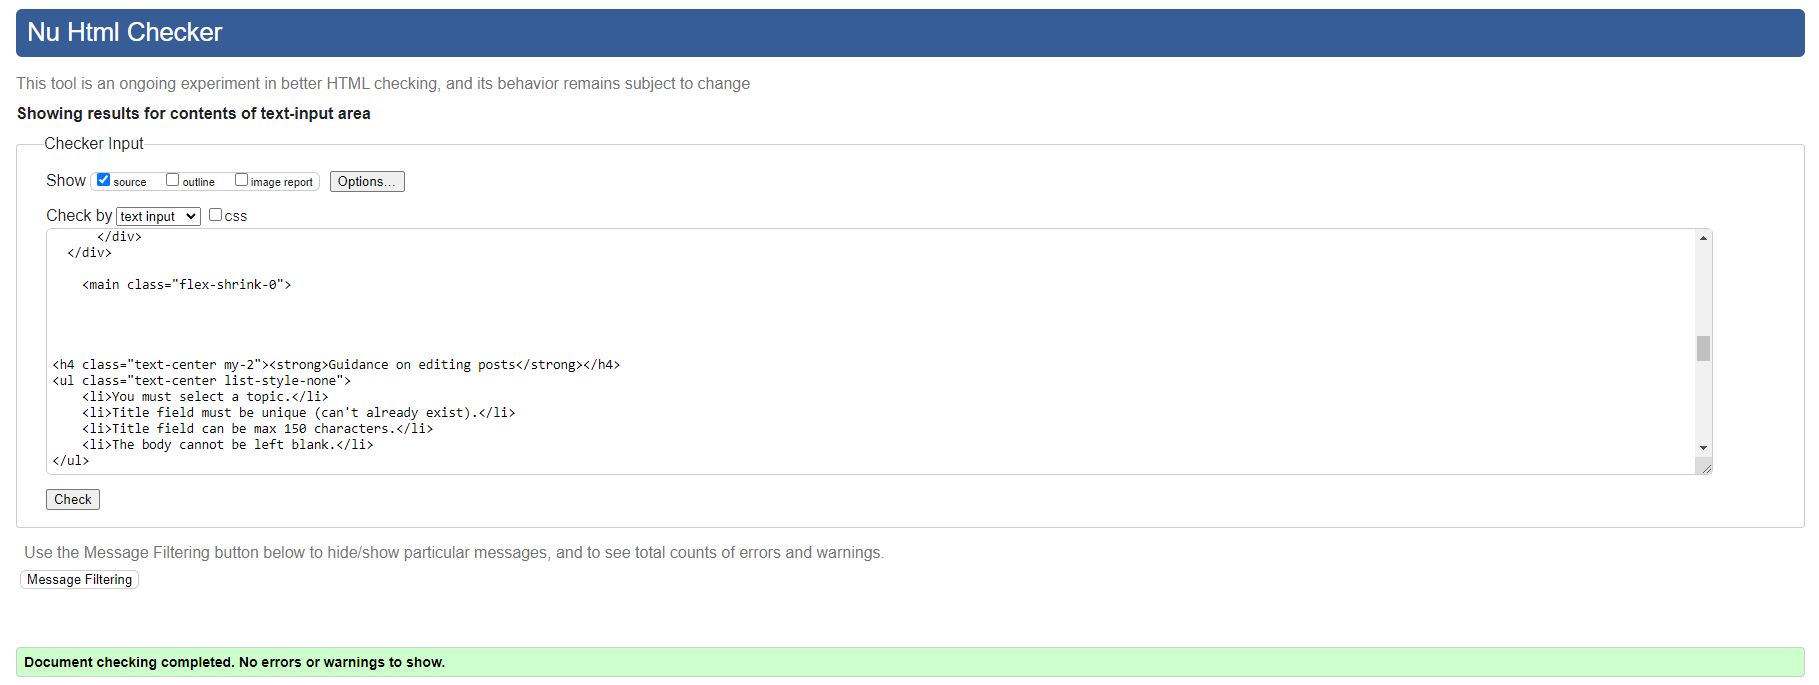 Nu Html Checker
This tool is an ongoing experiment in better HTML checking, and its behavior remains subject to change
Showing results for contents of text-input area
Checker Input
Show source outline image report Options...
Check by text input css
</div>
</div>
<main class="flex-shrink-0">
<h4 class="text-center my-2"><strong>Guidance on editing posts</strong></h4>
<ul class="text-center list-style-none">
<li>You must select a topic.</li>
<li>Title field must be unique (can't already exist).</li>
<li>Title field can be max 150 characters.</li>
<li>The body cannot be left blank.</li>
</ul>
Check
Use the Message Filtering button below to hide/show particular messages, and to see total counts of errors and warnings.
Message Filtering
Document checking completed. No errors or warnings to show.